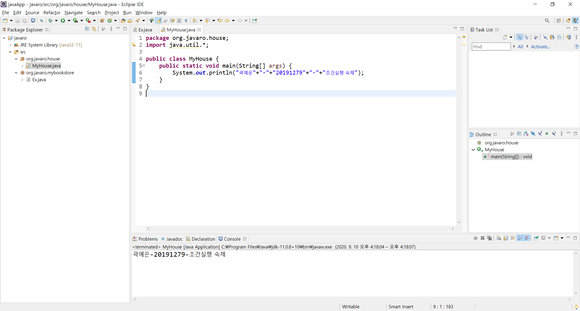 javaApp - javaro/src/org/javaro/house/MyHouse.java - Eclipse IDE
File Edit Source Refactor Navigate Search Project Run Window Help
Package Explorer
javaro
JRE System Library [JavaSE-11]
src
org.javaro.house
MyHouse.java
org.javaro.mybookstore
Ex.java
Ex.java MyHouse.java
1 package org.javaro.house;
2 import java.util.*;
3
4 public class MyHouse {
5 public static void main(String[] args) {
6 System.out.println("곽예은"+"-"+"20191279"+"-"+"조건실행 숙제");
7 }
8 }
9
Task List
Find All Activate...
Outline
org.javaro.house
MyHouse
main(String[]) : void
Problems Javadoc Declaration Console
<terminated> MyHouse [Java Application] C:\Program Files\Java\jdk-11.0.8+10\bin\javaw.exe (2020. 9. 10 오후 4:18:04 – 오후 4:18:07)
곽예은-20191279-조건실행 숙제
Writable Smart Insert 9 : 1 : 183